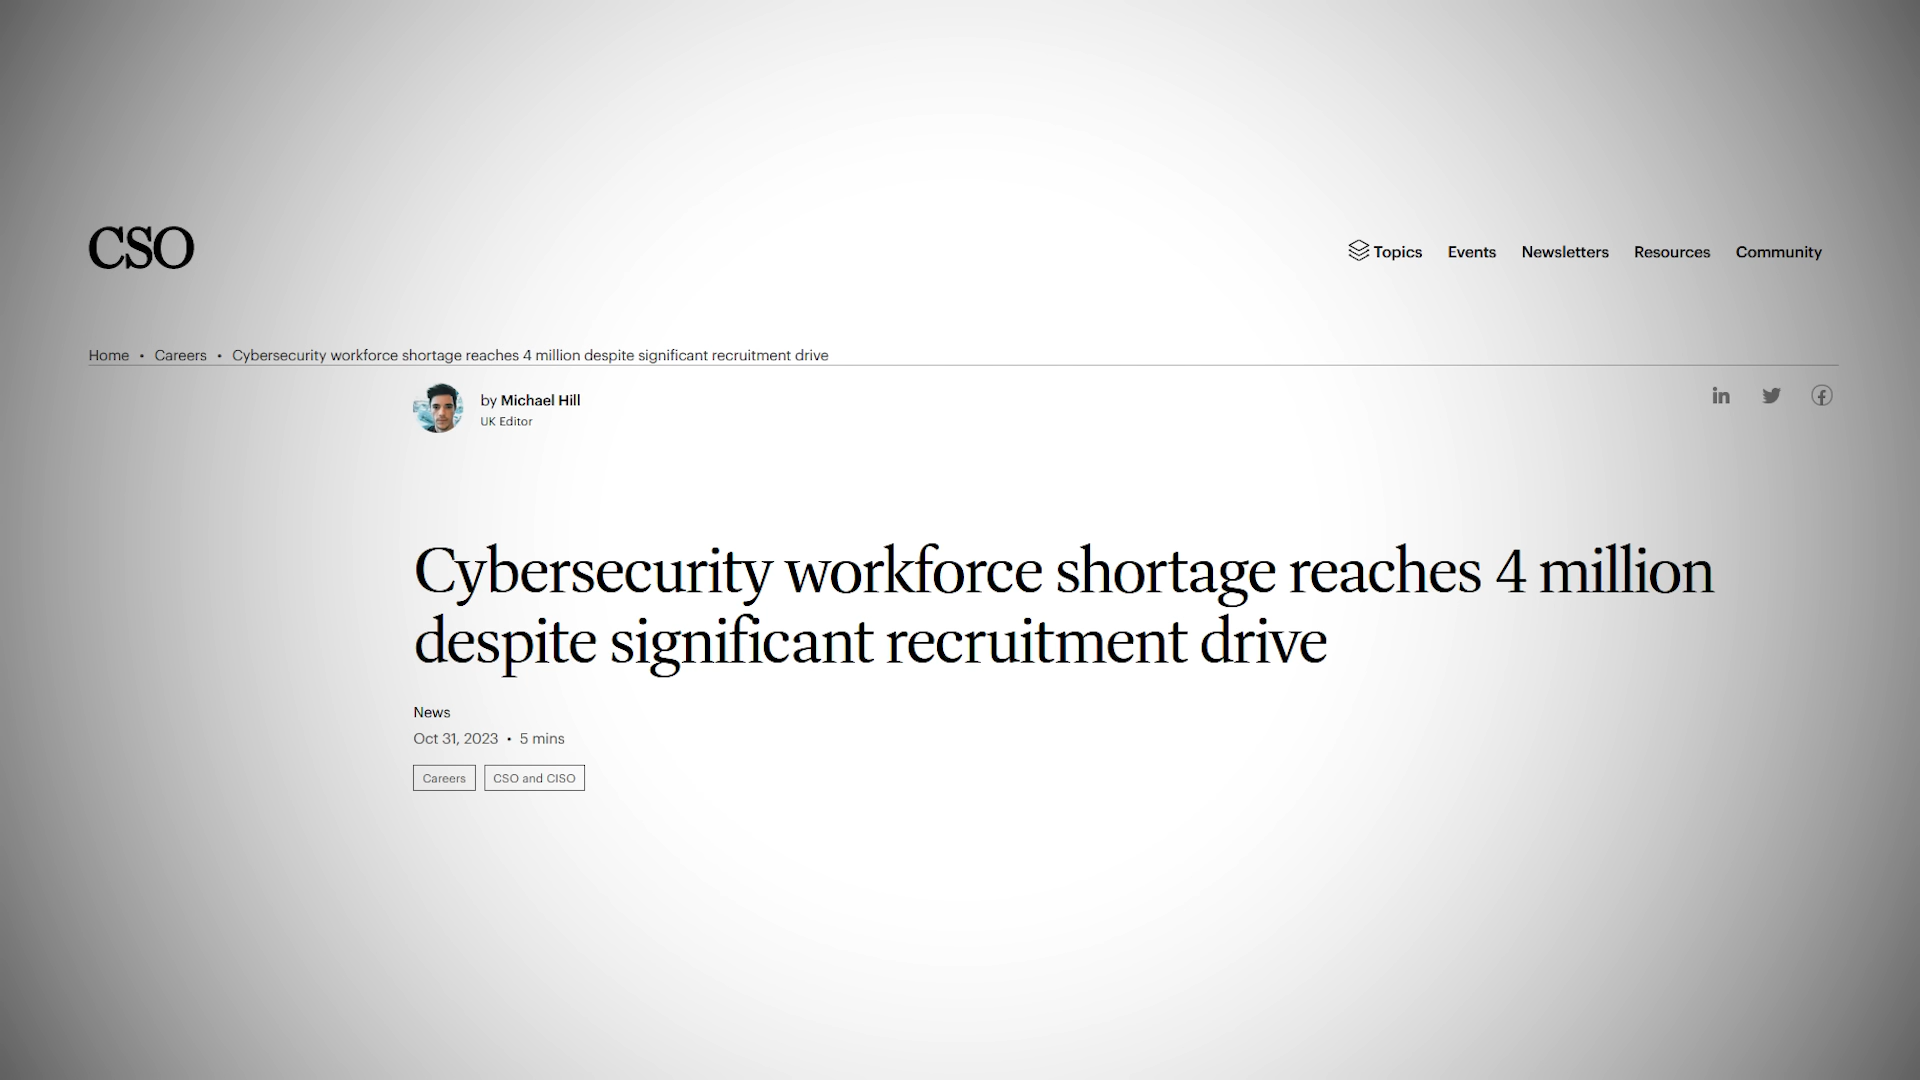 CSO
Topics Events Newsletters Resources Community
Home • Careers • Cybersecurity workforce shortage reaches 4 million despite significant recruitment drive
by Michael Hill
UK Editor
Cybersecurity workforce shortage reaches 4 million
despite significant recruitment drive
News
Oct 31, 2023 • 5 mins
Careers CSO and CISO